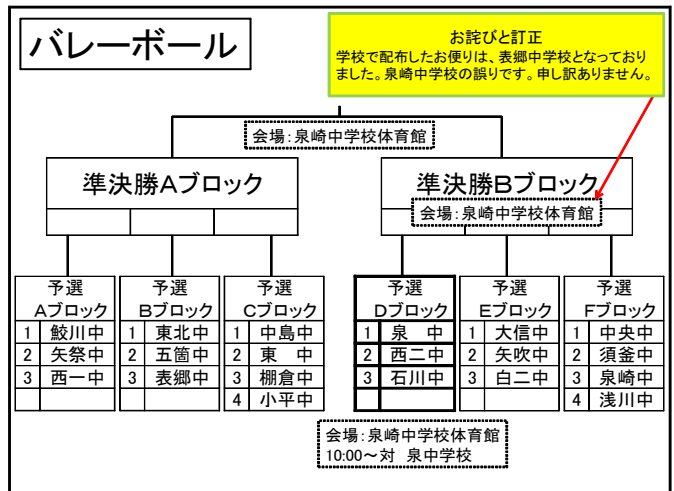 バレーボール
お詫びと訂正
学校で配布したお便りは、表郷中学校となっており
ました。泉崎中学校の誤りです。申し訳ありません。
会場：泉崎中学校体育館
準決勝Aブロック
準決勝Bブロック
会場：泉崎中学校体育館
予選
Aブロック
1 鮫川中
2 矢祭中
3 西一中
予選
Bブロック
1 東北中
2 五箇中
3 表郷中
予選
Cブロック
1 中島中
2 東　中
3 棚倉中
4 小平中
予選
Dブロック
1 泉　中
2 西二中
3 石川中
予選
Eブロック
1 大信中
2 矢吹中
3 白二中
予選
Fブロック
1 中央中
2 須釜中
3 泉崎中
4 浅川中
会場：泉崎中学校体育館
10:00～対　泉中学校